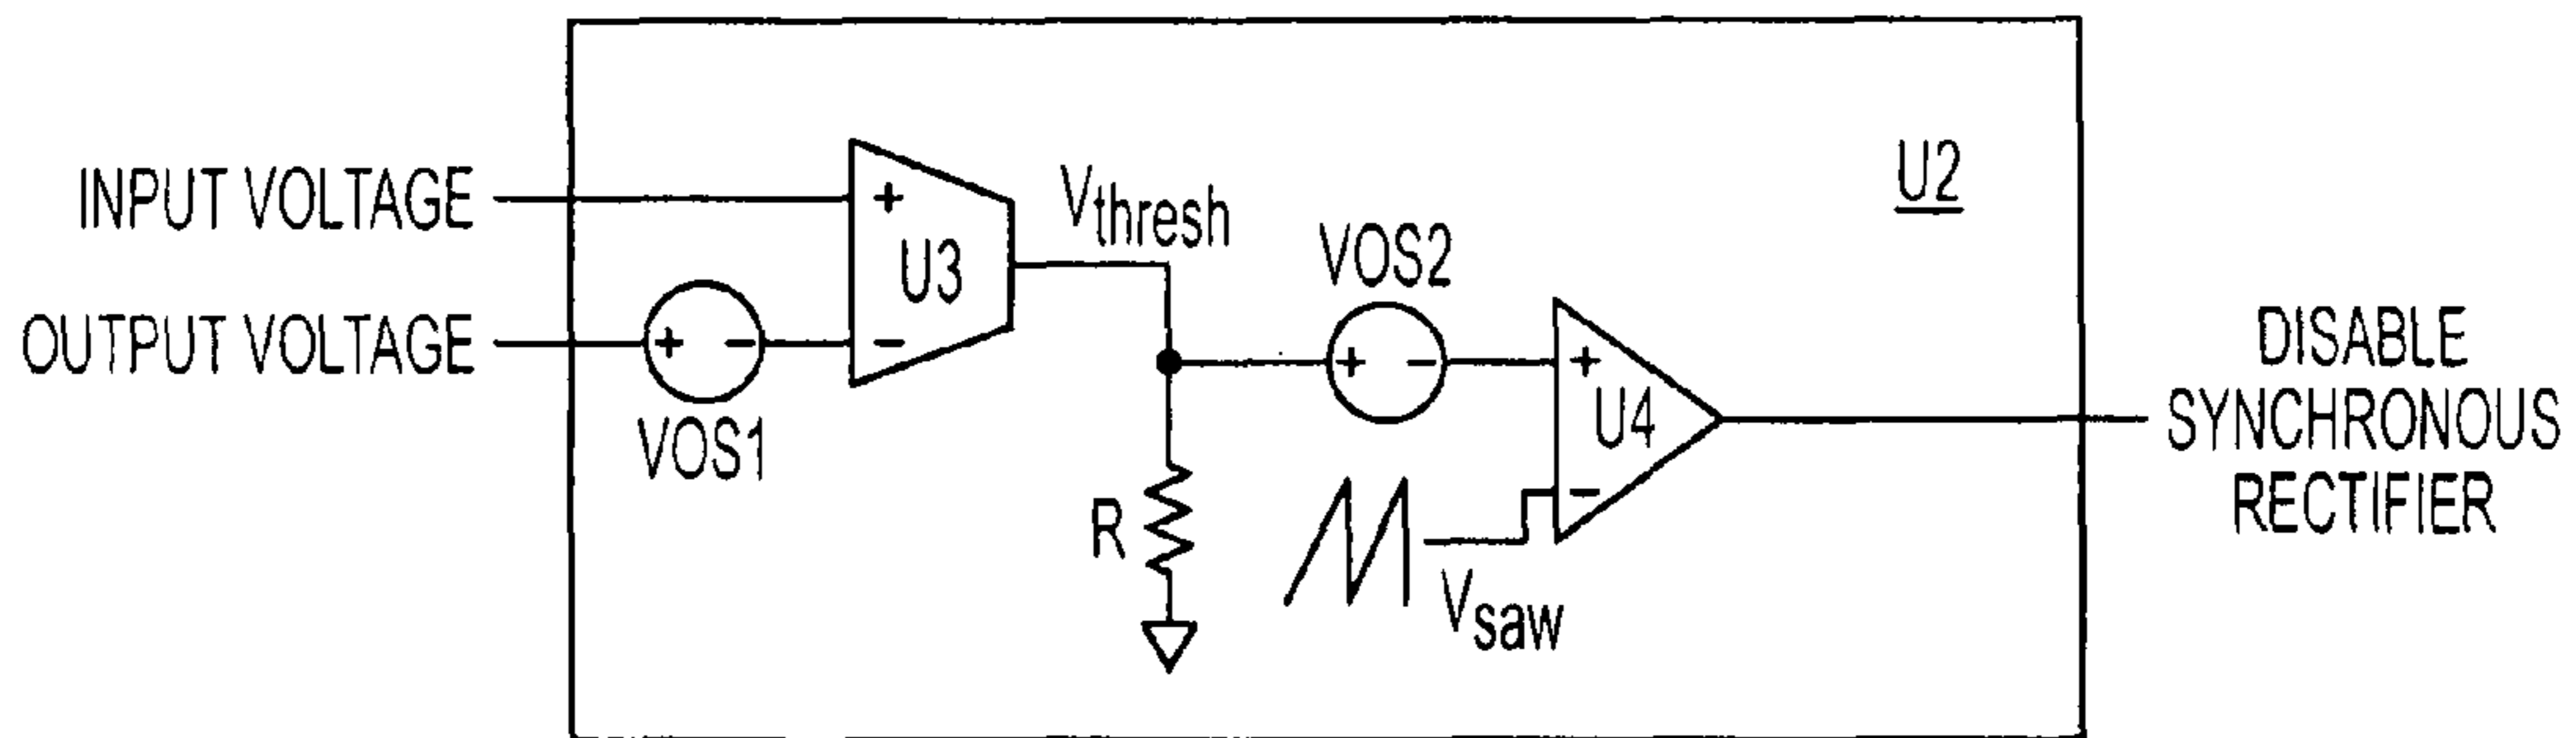 INPUT VOLTAGE
OUTPUT VOLTAGE
+
-
VOS1
+
-
U3
Vthresh
R
VOS2
+
-
Vsaw
+
-
U4
U2
DISABLE
SYNCHRONOUS
RECTIFIER